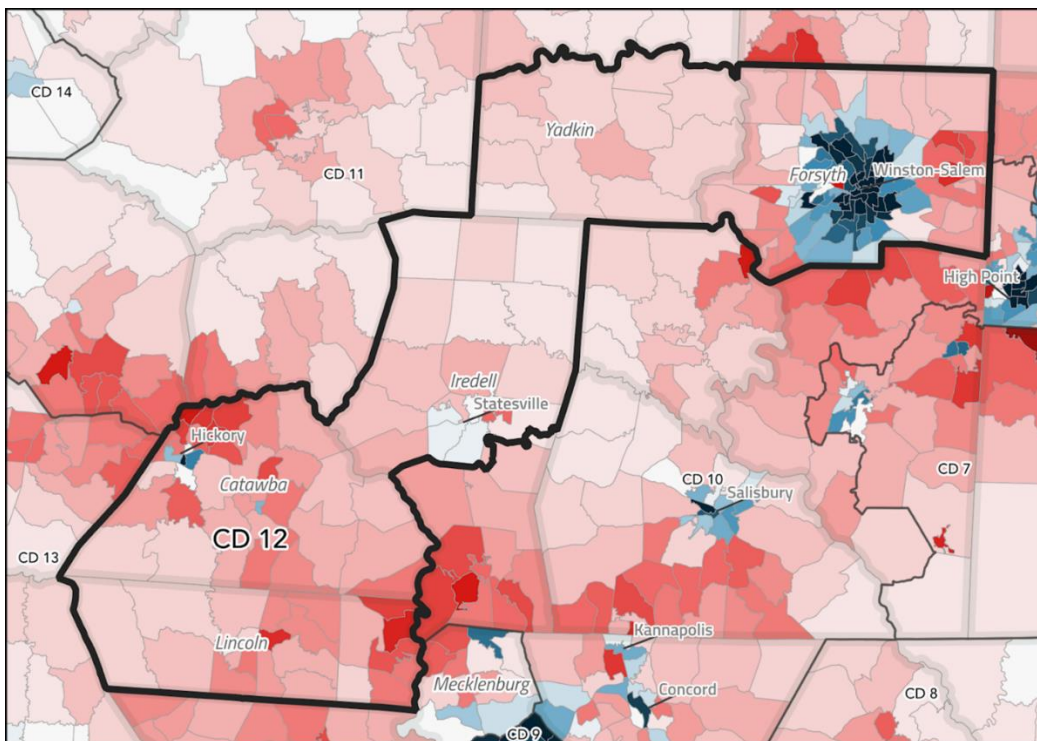 CD 14
Yadkin
CD 11
Forsyth
Winston-Salem
High Point
Iredell
Statesville
Hickory
Catawba
CD 10
Salisbury
CD 7
CD 12
CD 13
Lincoln
Kannapolis
Mecklenburg
Concord
CD 8
CD 9